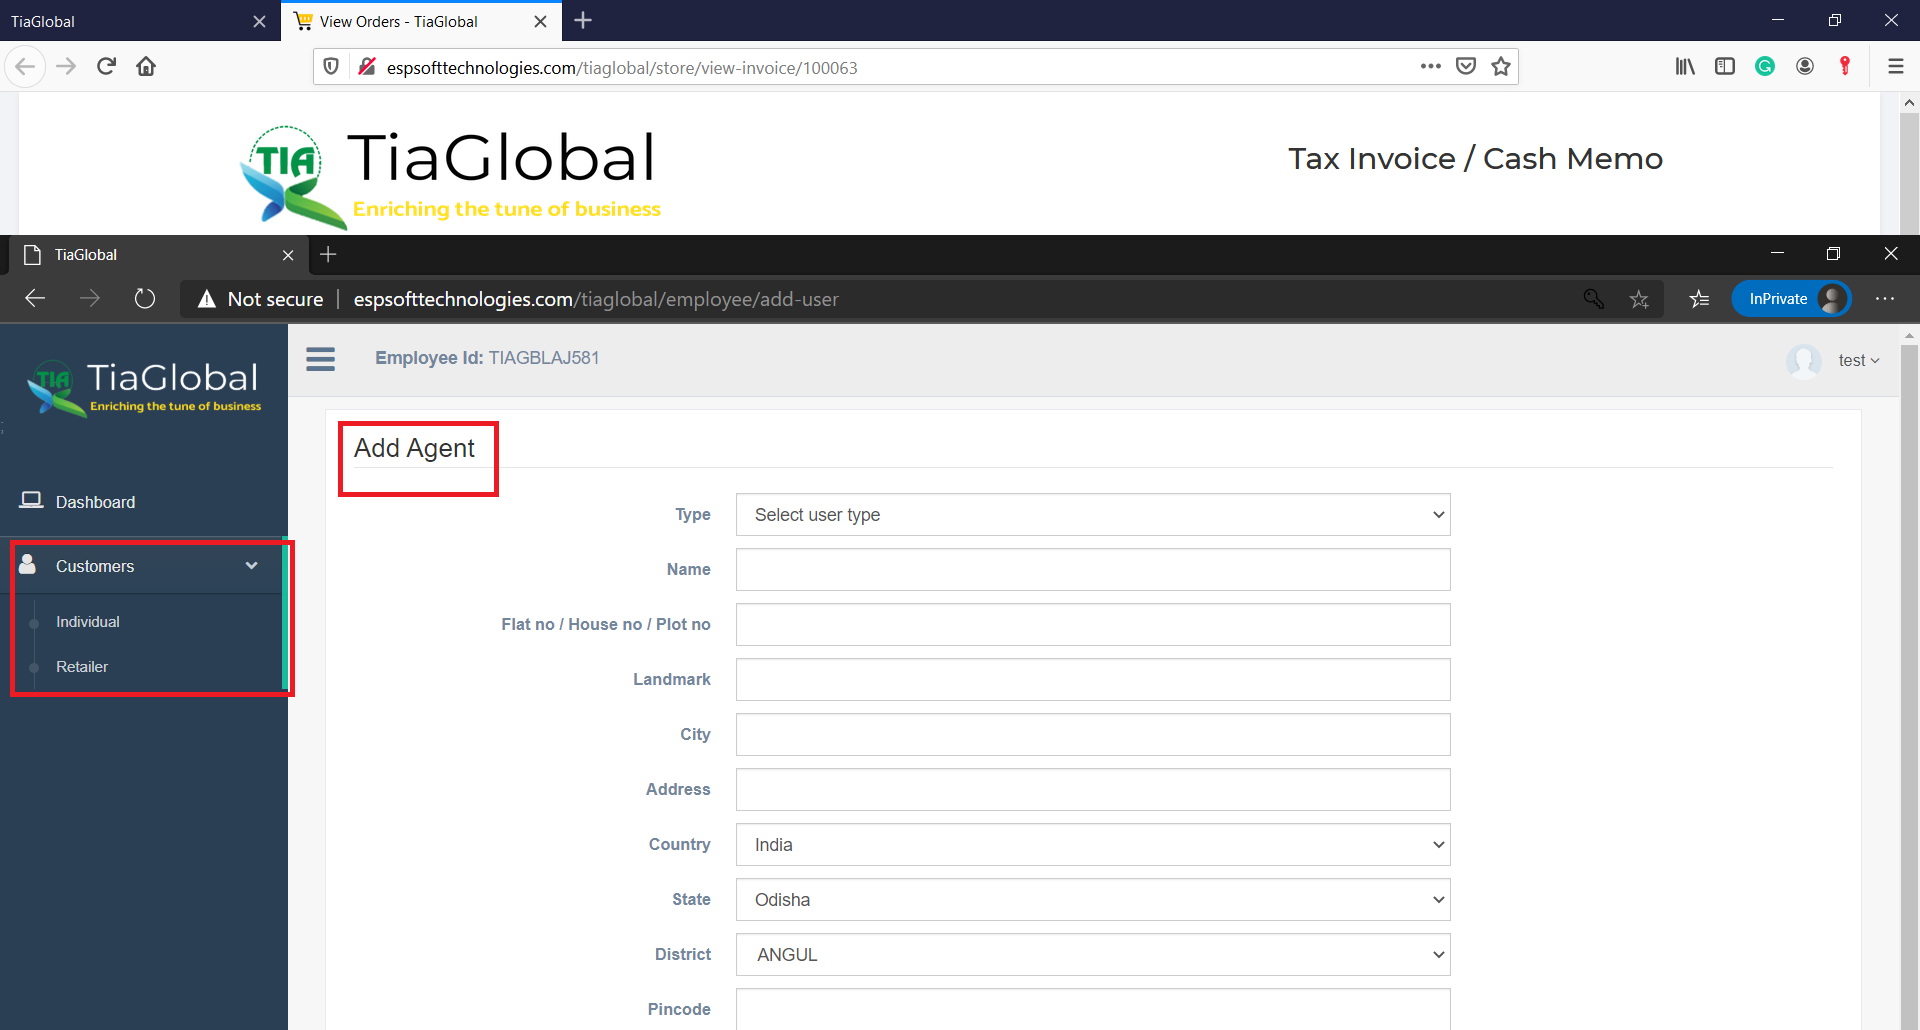 TiaGlobal
View Orders - TiaGlobal
espsofttechnologies.com/tiaglobal/store/view-invoice/100063
TIA TiaGlobal
Enriching the tune of business
Tax Invoice / Cash Memo
TiaGlobal
Not secure
espsofttechnologies.com/tiaglobal/employee/add-user
InPrivate
TIA TiaGlobal
Enriching the tune of business
Employee Id: TIAGBLAJ581
test
;
Dashboard
Customers
Individual
Retailer
Add Agent
Type
Select user type
Name
Flat no / House no / Plot no
Landmark
City
Address
Country
India
State
Odisha
District
ANGUL
Pincode